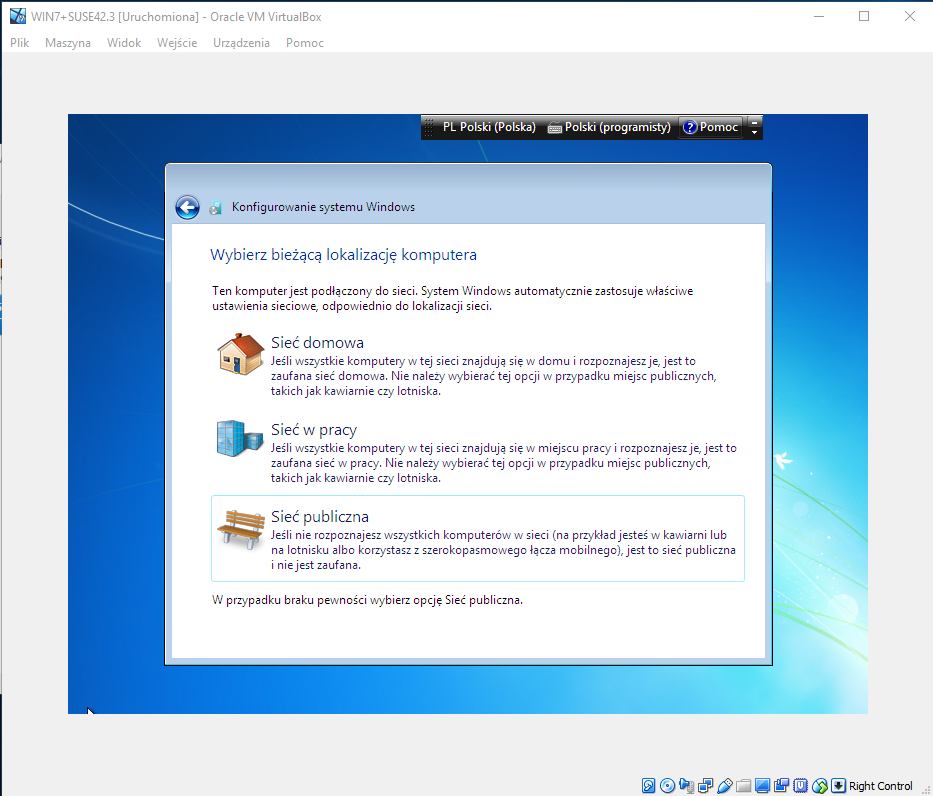 WIN7+SUSE42.3 [Uruchomiona] - Oracle VM VirtualBox
Plik Maszyna Widok Wejście Urządzenia Pomoc
PL Polski (Polska) Polski (programisty) ? Pomoc
Konfigurowanie systemu Windows
Wybierz bieżącą lokalizację komputera
Ten komputer jest podłączony do sieci. System Windows automatycznie zastosuje właściwe
ustawienia sieciowe, odpowiednio do lokalizacji sieci.
Sieć domowa
Jeśli wszystkie komputery w tej sieci znajdują się w domu i rozpoznajesz je, jest to
zaufana sieć domowa. Nie należy wybierać tej opcji w przypadku miejsc publicznych,
takich jak kawiarnie czy lotniska.
Sieć w pracy
Jeśli wszystkie komputery w tej sieci znajdują się w miejscu pracy i rozpoznajesz je, jest to
zaufana sieć w pracy. Nie należy wybierać tej opcji w przypadku miejsc publicznych,
takich jak kawiarnie czy lotniska.
Sieć publiczna
Jeśli nie rozpoznajesz wszystkich komputerów w sieci (na przykład jesteś w kawiarni lub
na lotnisku albo korzystasz z szerokopasmowego łącza mobilnego), jest to sieć publiczna
i nie jest zaufana.
W przypadku braku pewności wybierz opcję Sieć publiczna.
Right Control